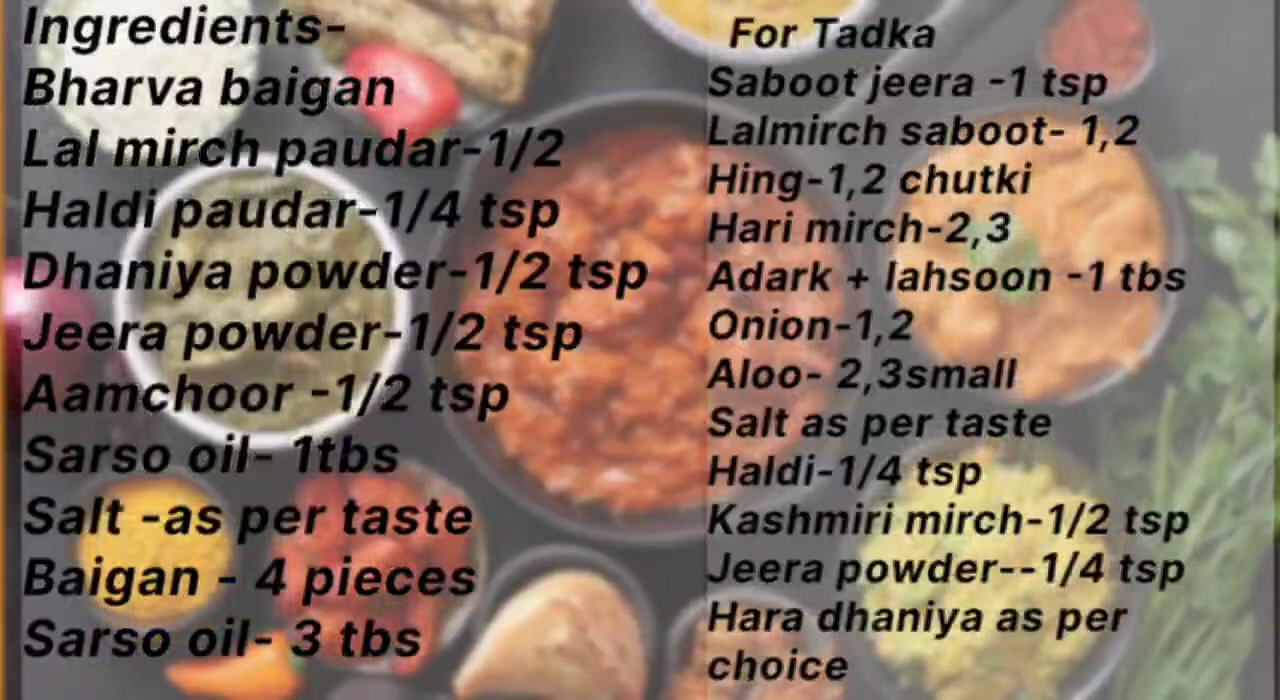 Ingredients-
Bharva baigan
Lal mirch paudar-1/2
Haldi paudar-1/4 tsp
Dhaniya powder-1/2 tsp
Jeera powder-1/2 tsp
Aamchoor -1/2 tsp
Sarso oil- 1tbs
Salt -as per taste
Baigan - 4 pieces
Sarso oil- 3 tbs
For Tadka
Saboot jeera -1 tsp
Lalmirch saboot- 1,2
Hing-1,2 chutki
Hari mirch-2,3
Adark + lahsoon -1 tbs
Onion-1,2
Aloo- 2,3small
Salt as per taste
Haldi-1/4 tsp
Kashmiri mirch-1/2 tsp
Jeera powder--1/4 tsp
Hara dhaniya as per
choice